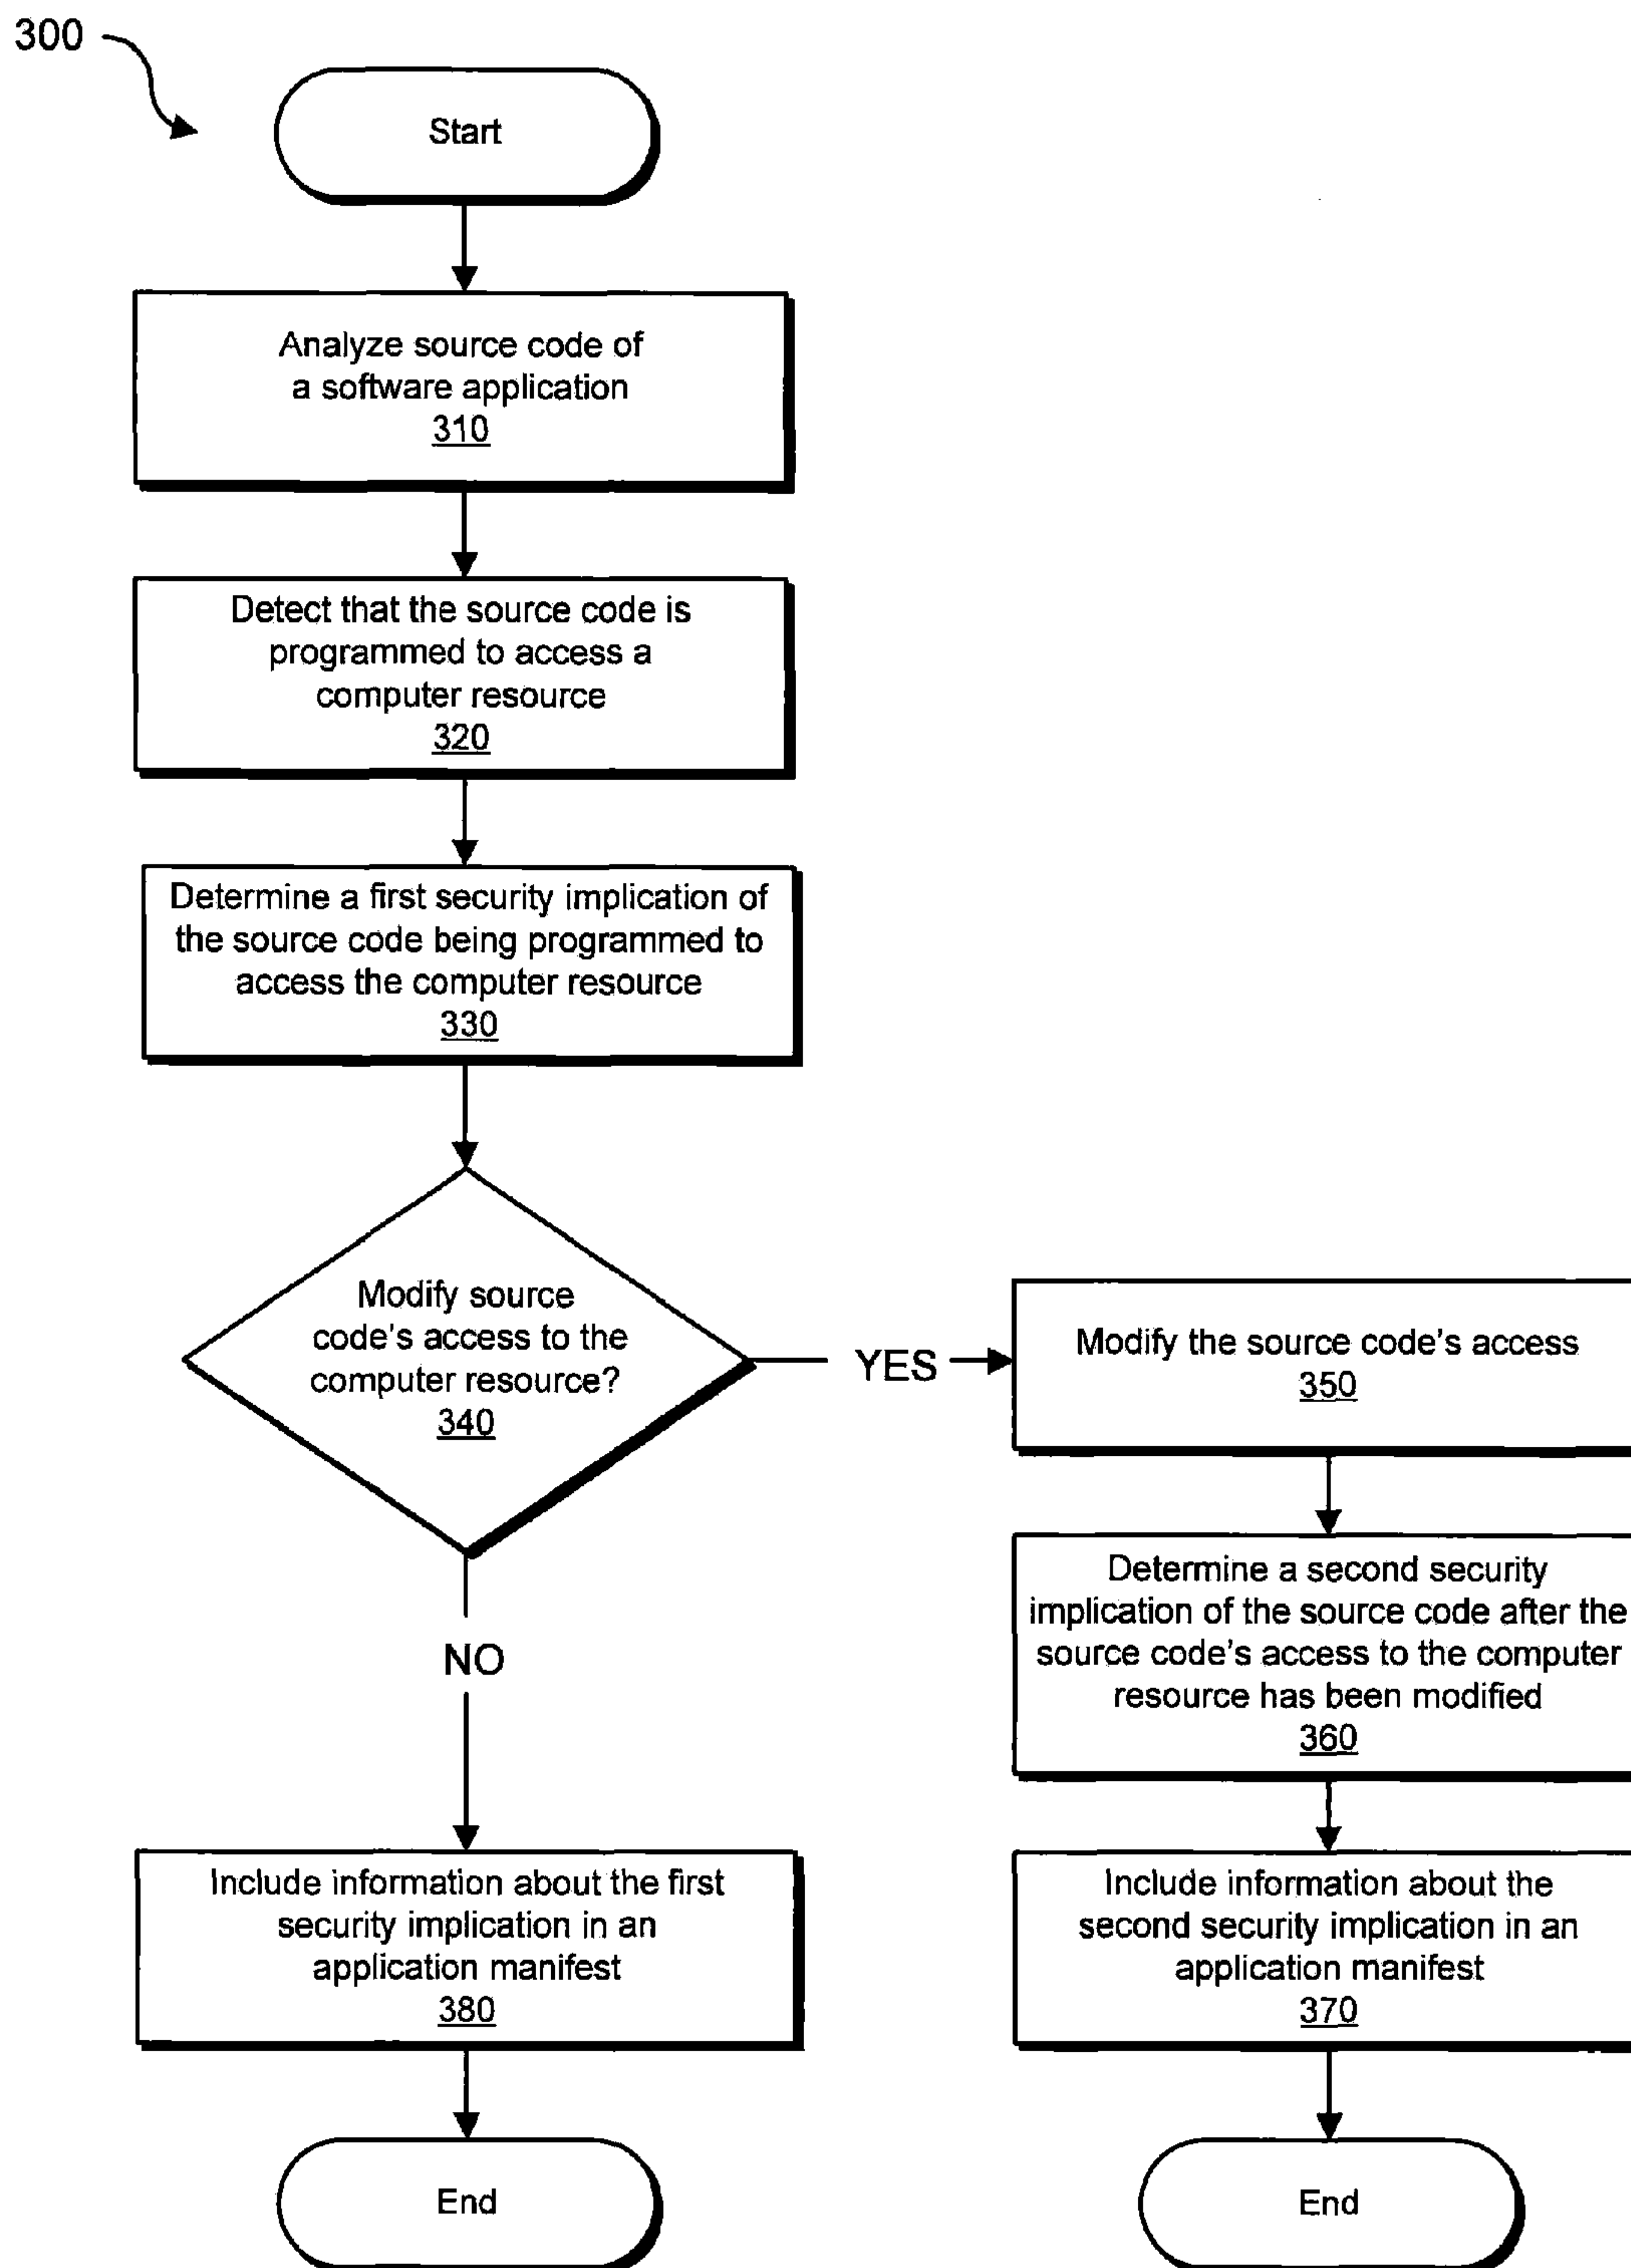 300
Start
Analyze source code of
a software application
310
Detect that the source code is
programmed to access a
computer resource
320
Determine a first security implication of
the source code being programmed to
access the computer resource
330
Modify source
code's access to the
computer resource?
340
YES
Modify the source code's access
350
Determine a second security
implication of the source code after the
source code's access to the computer
resource has been modified
360
NO
Include information about the first
security implication in an
application manifest
380
Include information about the
second security implication in an
application manifest
370
End
End